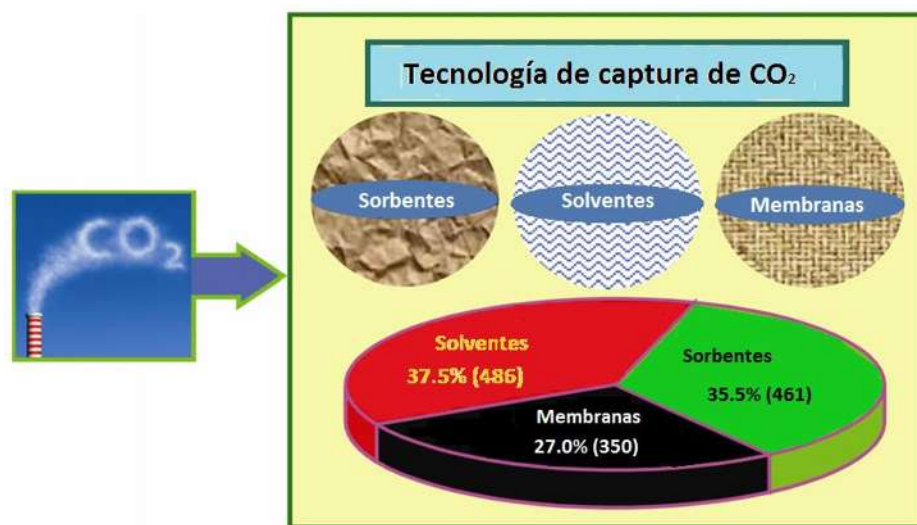 Tecnología de captura de CO₂
Sorbentes
Solventes
Membranas
CO₂
Solventes
37.5% (486)
Sorbentes
35.5% (461)
Membranas
27.0% (350)